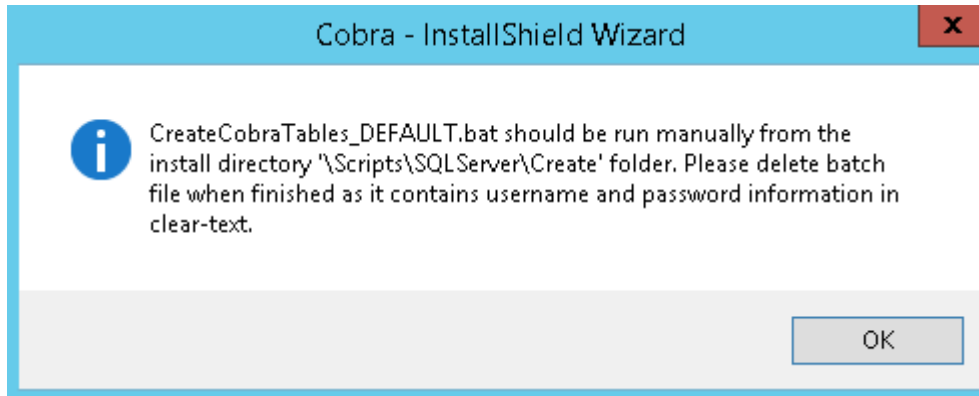 Cobra - InstallShield Wizard
x
CreateCobraTables_DEFAULT.bat should be run manually from the
install directory '\Scripts\SQLServer\Create' folder. Please delete batch
file when finished as it contains username and password information in
clear-text.
OK